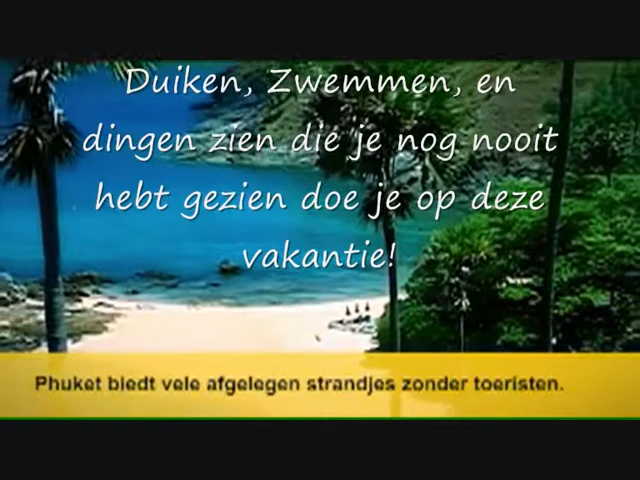 Duiken, Zwemmen, en
dingen zien die je nog nooit
hebt gezien doe je op deze
vakantie!
Phuket biedt vele afgelegen strandjes zonder toeristen.